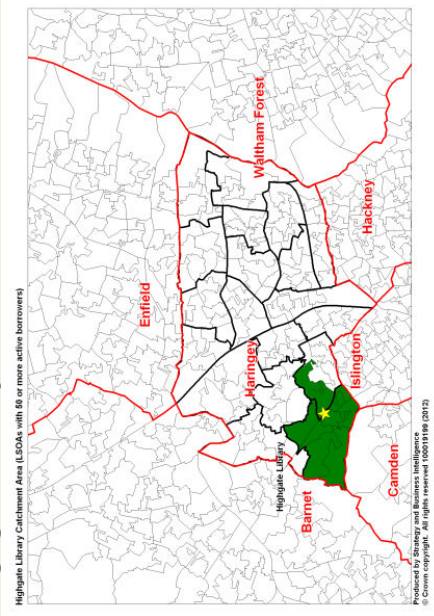 Highgate Library Catchment Area (LSOAs with 50 or more active borrowers)
Enfield
Waltham Forest
Haringey
Highgate Library
Barnet
Islington
Hackney
Camden
Produced by Strategy and Business Intelligence
© Crown copyright. All rights reserved 100019199 (2012)